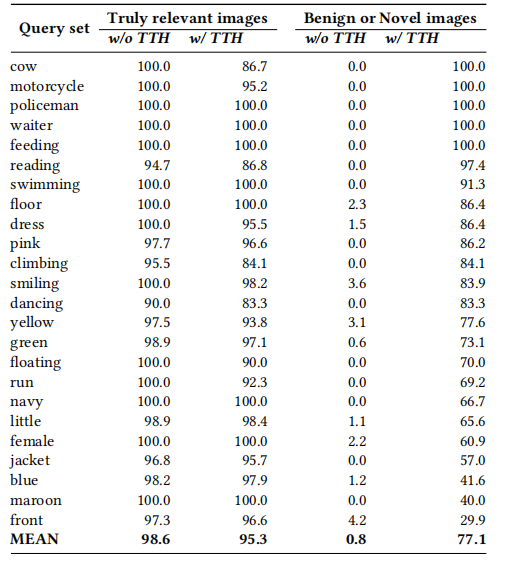 Query set Truly relevant images Benign or Novel images
w/o TTH w/ TTH w/o TTH w/ TTH
cow 100.0 86.7 0.0 100.0
motorcycle 100.0 95.2 0.0 100.0
policeman 100.0 100.0 0.0 100.0
waiter 100.0 100.0 0.0 100.0
feeding 100.0 100.0 0.0 100.0
reading 94.7 86.8 0.0 97.4
swimming 100.0 100.0 0.0 91.3
floor 100.0 100.0 2.3 86.4
dress 100.0 95.5 1.5 86.4
pink 97.7 96.6 0.0 86.2
climbing 95.5 84.1 0.0 84.1
smiling 100.0 98.2 3.6 83.9
dancing 90.0 83.3 0.0 83.3
yellow 97.5 93.8 3.1 77.6
green 98.9 97.1 0.6 73.1
floating 100.0 90.0 0.0 70.0
run 100.0 92.3 0.0 69.2
navy 100.0 100.0 0.0 66.7
little 98.9 98.4 1.1 65.6
female 100.0 100.0 2.2 60.9
jacket 96.8 95.7 0.0 57.0
blue 98.2 97.9 1.2 41.6
maroon 100.0 100.0 0.0 40.0
front 97.3 96.6 4.2 29.9
MEAN 98.6 95.3 0.8 77.1